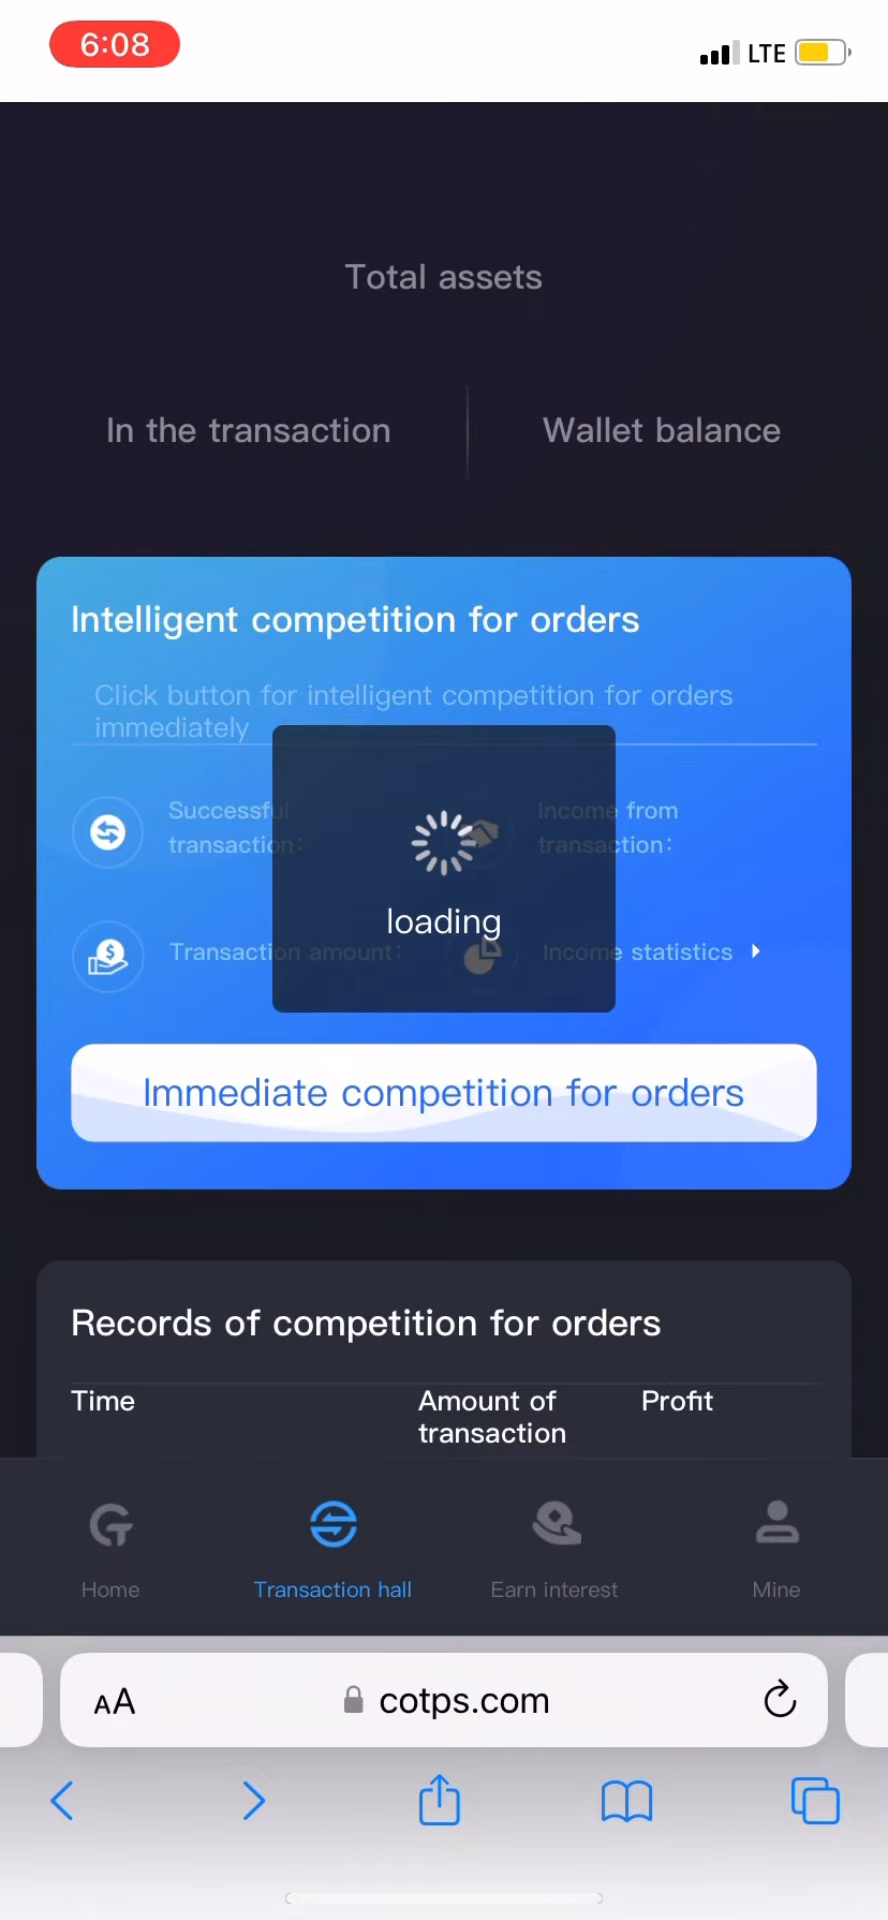 6:08
LTE
Total assets
In the transaction
Wallet balance
Intelligent competition for orders
Click button for intelligent competition for orders
immediately
Successful
transaction:
Income from
transaction:
loading
Transaction amount:
Income statistics
Immediate competition for orders
Records of competition for orders
Time
Amount of
transaction
Profit
Home
Transaction hall
Earn interest
Mine
AA
cotps.com